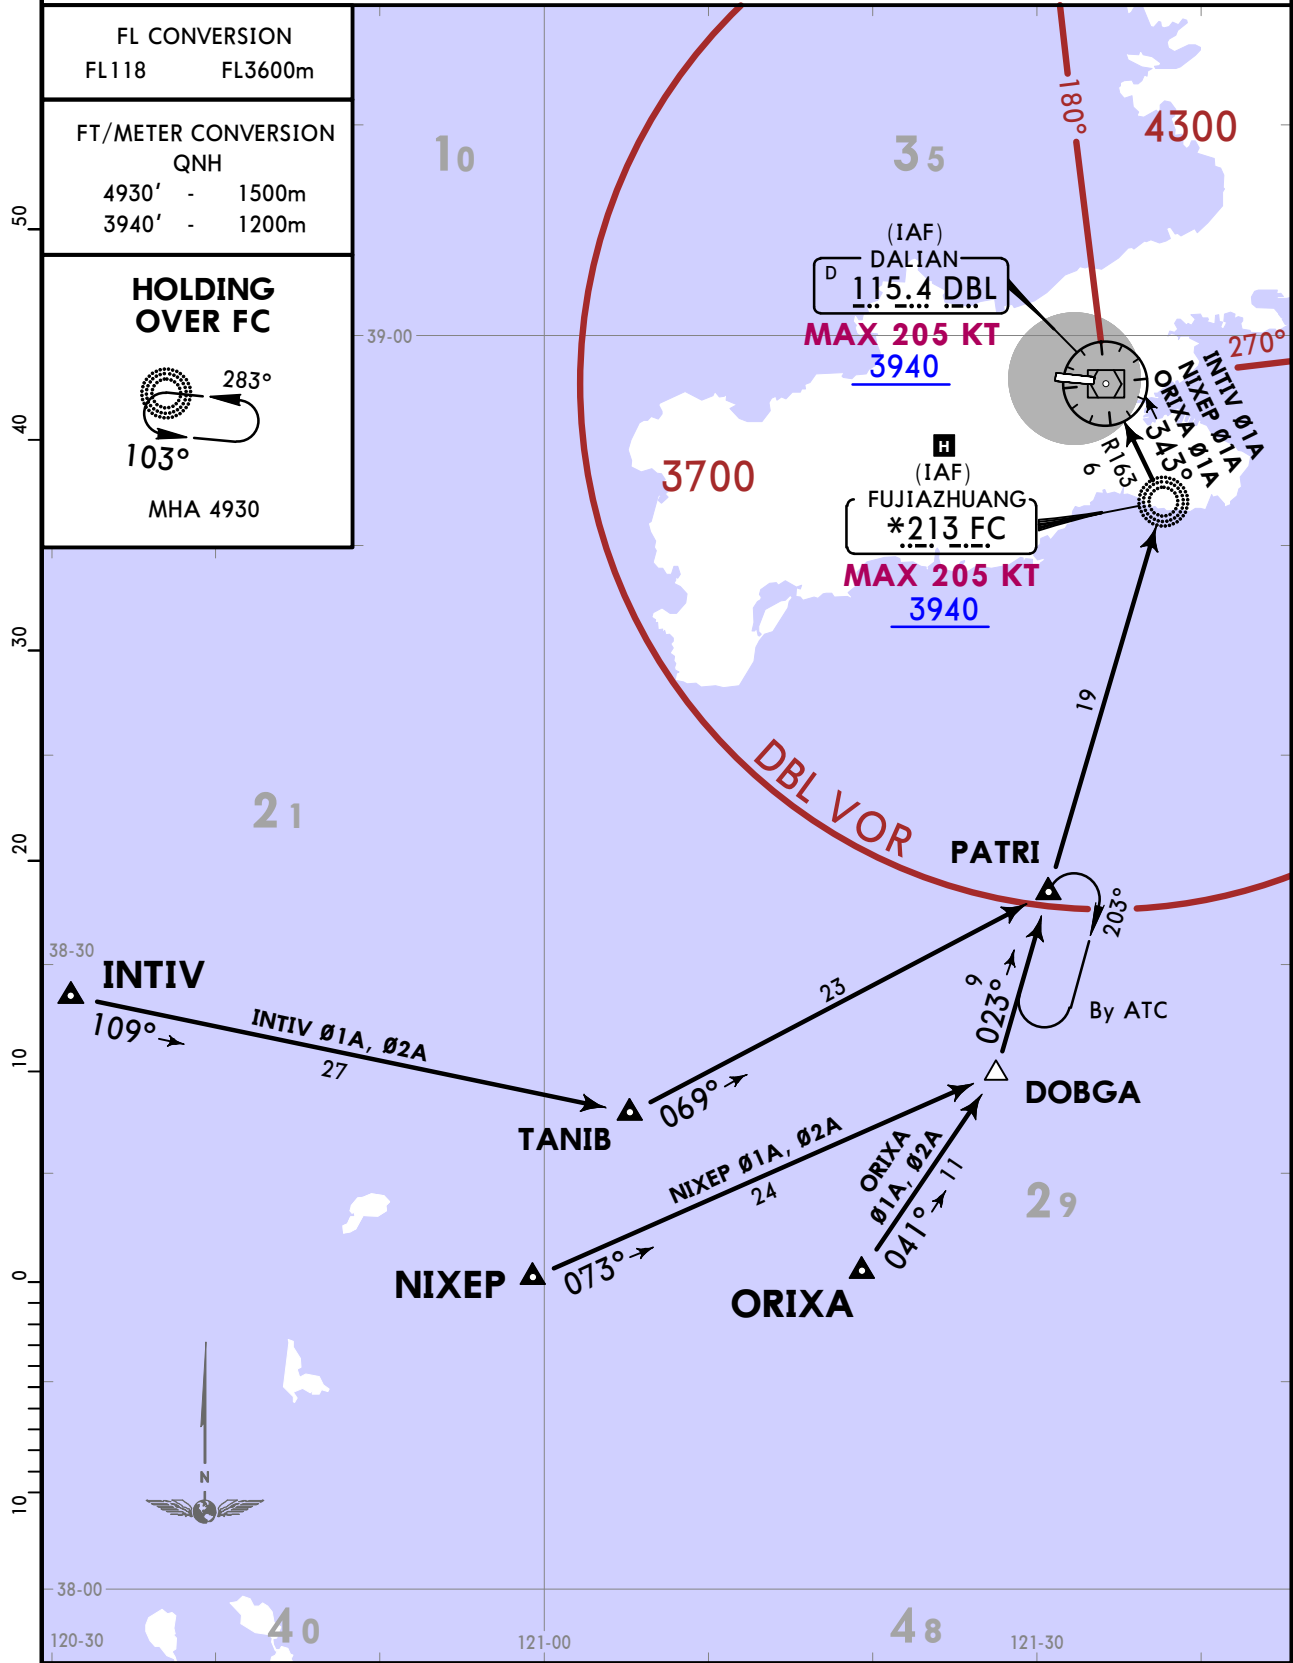 FL CONVERSION
FL118 FL3600m
FT/METER CONVERSION
QNH
4930' - 1500m
3940' - 1200m
HOLDING
OVER FC
283°
103°
MHA 4930
50
40
30
20
10
0
10
10
35
180°
4300
(IAF)
DALIAN
D 115.4 DBL
MAX 205 KT
3940
39-00
270°
INTIV Ø1A
NIXEP Ø1A
ORIXA Ø1A
343°
R163
6
3700
H
(IAF)
FUJIAZHUANG
*213 FC
MAX 205 KT
3940
19
DBL VOR
21
PATRI
203°
38-30
INTIV
109°
INTIV Ø1A, Ø2A
27
23
9
023°
By ATC
DOBGA
069°
TANIB
NIXEP Ø1A, Ø2A
24
ORIXA
Ø1A, Ø2A
11
041°
29
NIXEP
073°
ORIXA
N
38-00
40
48
120-30
121-00
121-30